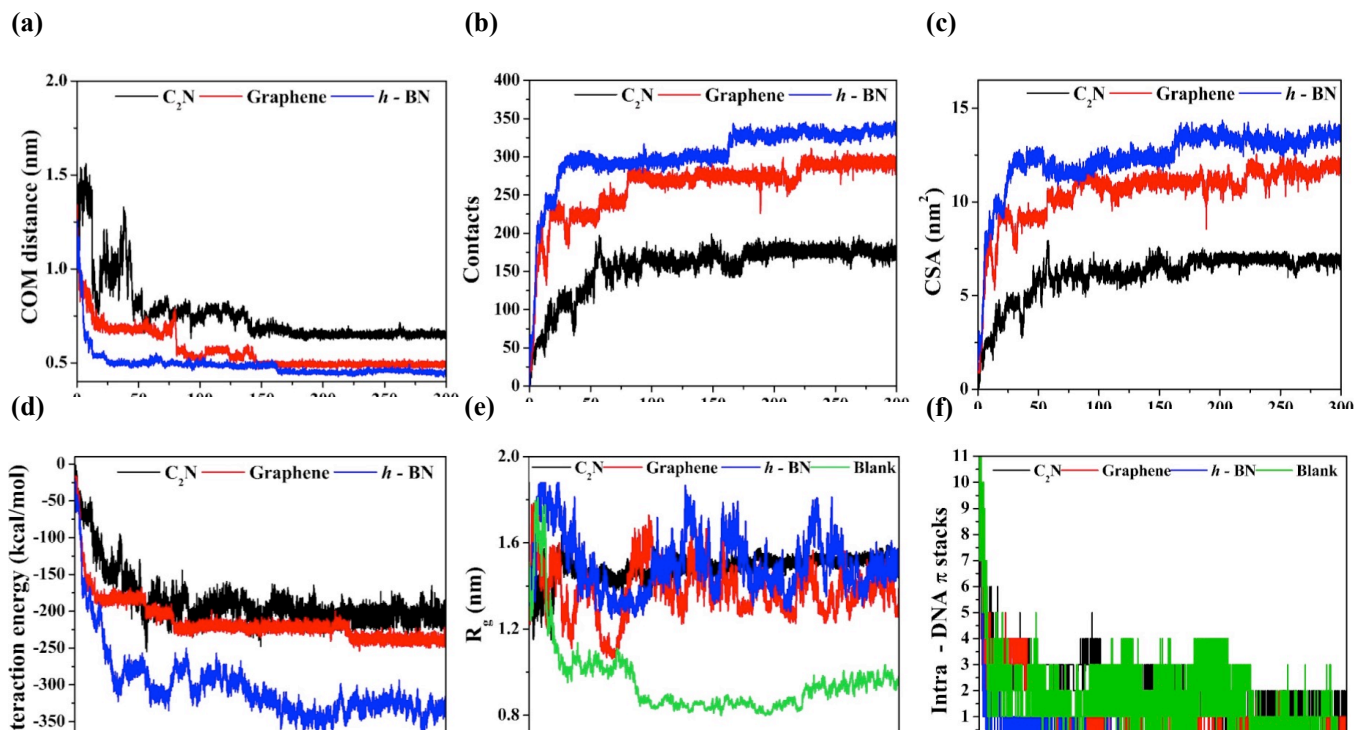 (a)
(b)
(c)
2.0
1.5
1.0
0.5
COM distance (nm)
C₂N Graphene h - BN
400
350
300
250
200
150
100
50
0
Contacts
C₂N Graphene h - BN
0 50 100 150 200 250 300
15
10
5
0
CSA (nm²)
C₂N Graphene h - BN
0 50 100 150 200 250 300
(d)
(e)
(f)
0
-50
-100
-150
-200
-250
-300
-350
teraction energy (kcal/mol)
C₂N Graphene h - BN
2.0
1.6
1.2
0.8
Rg (nm)
C₂N Graphene h - BN Blank
11
10
9
8
7
6
5
4
3
2
1
Intra - DNA π stacks
C₂N Graphene h - BN Blank